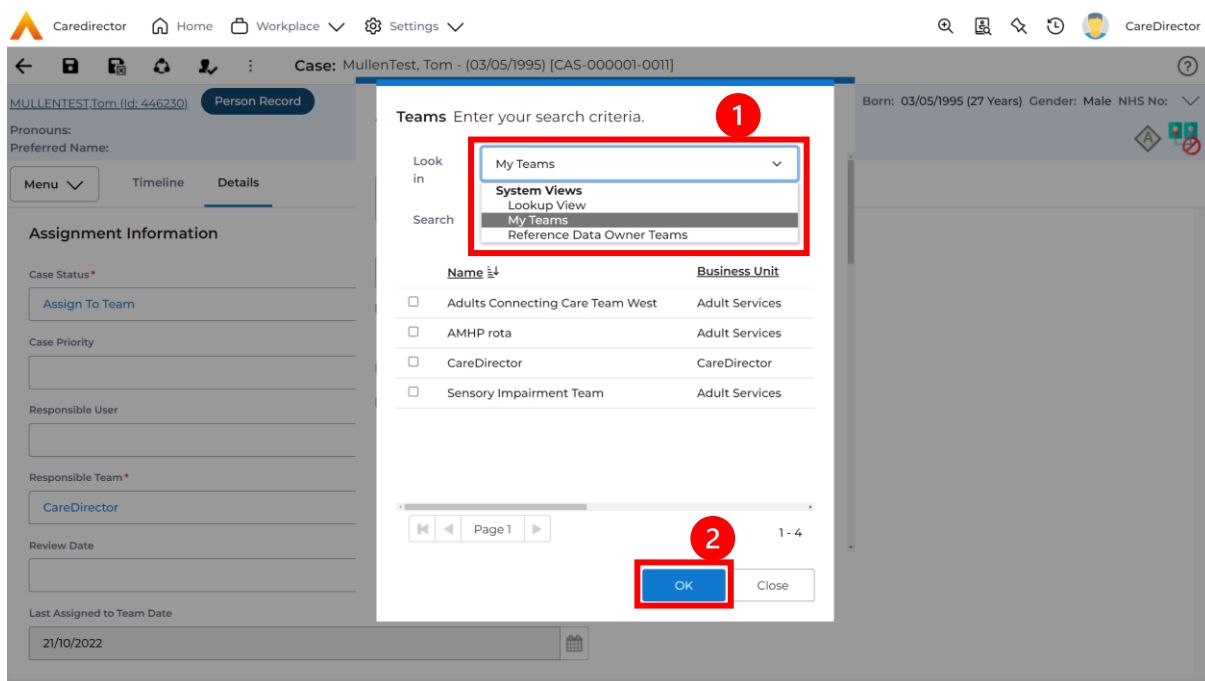 Caredirector Home Workplace Settings CareDirector
Case: MullenTest, Tom - (03/05/1995) [CAS-000001-0011]
MULLENTEST,Tom (Id: 446230) Person Record Born: 03/05/1995 (27 Years) Gender: Male NHS No:
Pronouns:
Preferred Name:
Menu Timeline Details
Assignment Information
Case Status*
Assign To Team
Case Priority
Responsible User
Responsible Team*
CareDirector
Review Date
Last Assigned to Team Date
21/10/2022
Teams Enter your search criteria.
1
Look in
My Teams
System Views
Lookup View
My Teams
Reference Data Owner Teams
Search
Name Business Unit
Adults Connecting Care Team West Adult Services
AMHP rota Adult Services
CareDirector CareDirector
Sensory Impairment Team Adult Services
Page 1 1 - 4
2
OK Close